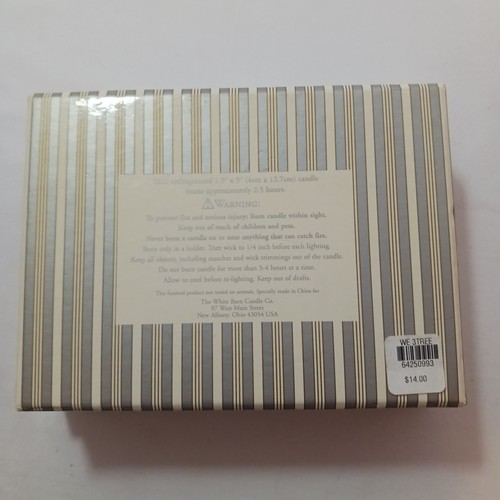 1.5" x 5" (4cm x 12.7cm) candle
burns approximately 2.5 hours.
WARNING:
To prevent fire and serious injury: Burn candle within sight.
Keep out of reach of children and pets.
Never burn a candle on or near anything that can catch fire.
Burn only in a holder. Trim wick to 1/4 inch before each lighting.
Keep all objects, including matches and wick trimmings out of the candle.
Do not burn candle for more than 3-4 hours at a time.
Allow to cool before re-lighting. Keep out of drafts.
This finished product not tested on animals. Specially made in China for
The White Barn Candle Co.
97 West Main Street
New Albany, Ohio 43054 USA
WE 3TREE
64250993
$14.00